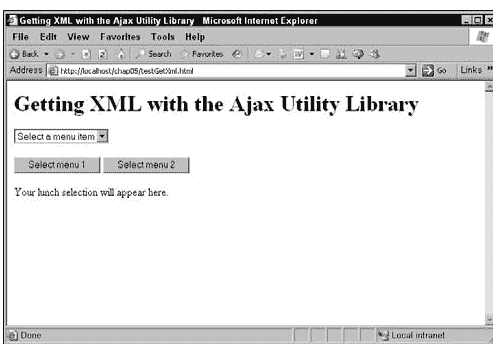 Getting XML with the Ajax Utility Library Microsoft Internet Explorer
File Edit View Favorites Tools Help
Back Search Favorites
Address http://localhost/chap05/testGetXml.html Go Links »
Getting XML with the Ajax Utility Library
Select a menu item
Select menu 1 Select menu 2
Your lunch selection will appear here.
Done Local intranet